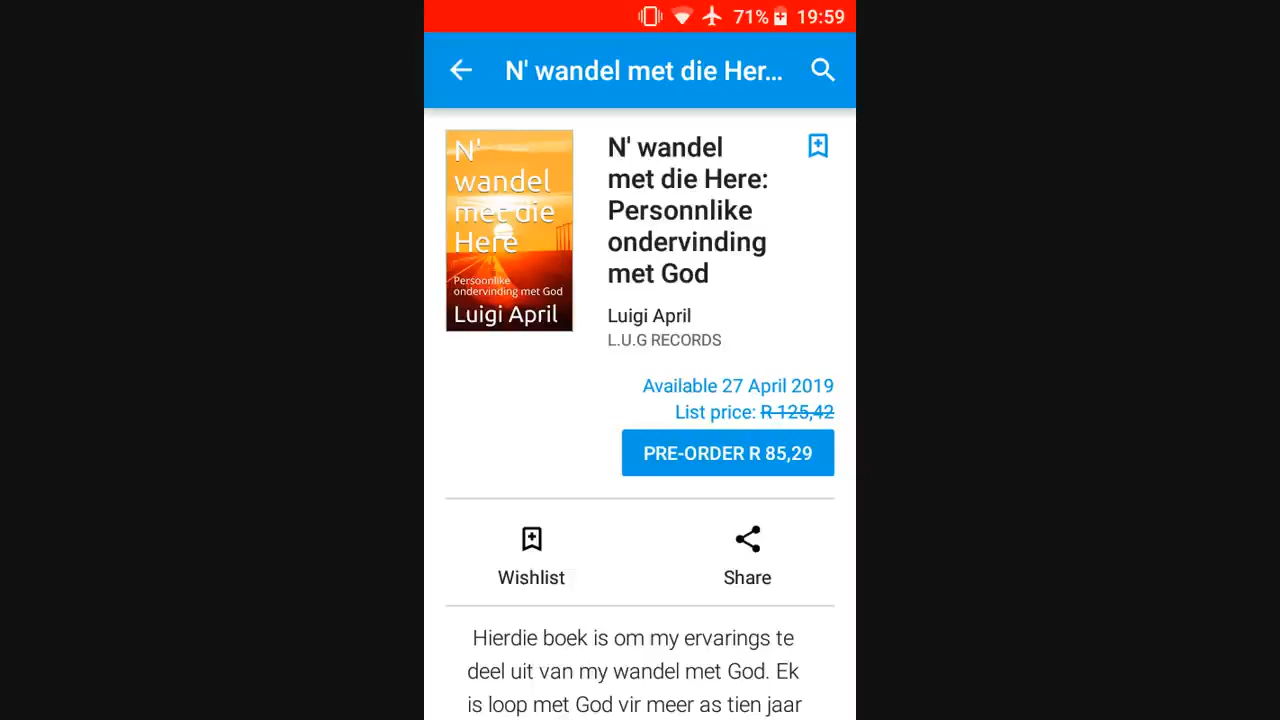 71% 19:59
N' wandel met die Her...
N'
wandel
met die
Here
Persoonlike
ondervinding met God
Luigi April
N' wandel
met die Here:
Personnlike
ondervinding
met God
Luigi April
L.U.G RECORDS
Available 27 April 2019
List price: R 125,42
PRE-ORDER R 85,29
Wishlist
Share
Hierdie boek is om my ervarings te
deel uit van my wandel met God. Ek
is loop met God vir meer as tien jaar